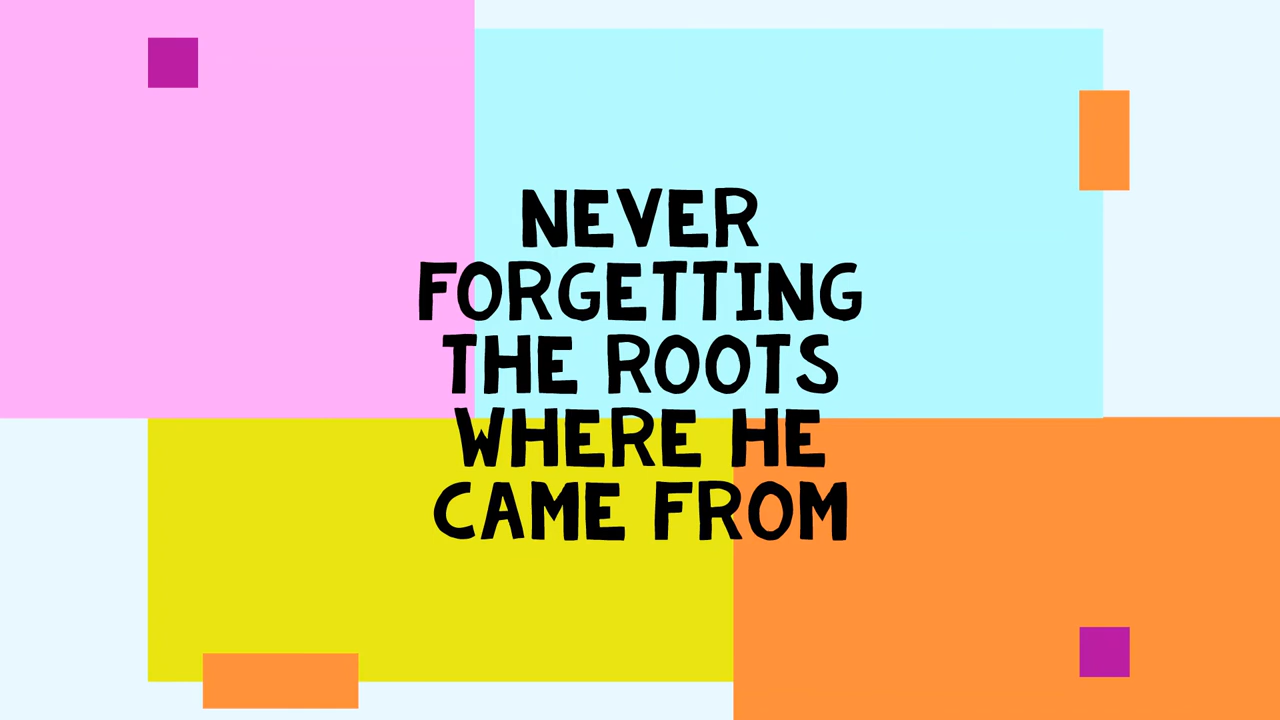 NEVER
FORGETTING
THE ROOTS
WHERE HE
CAME FROM